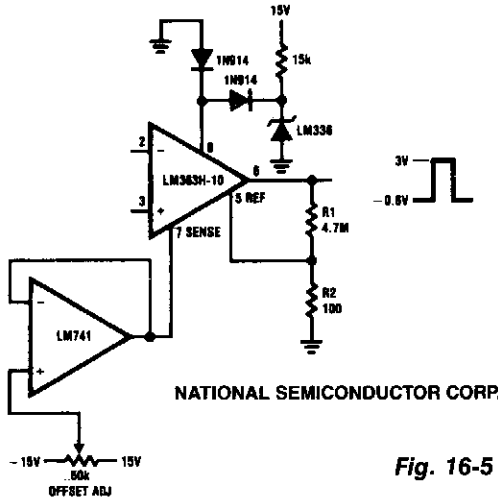 15V
15k
1N914
1N914
LM336
8
2
−
LM363H-10
6
3V
−0.6V
5 REF
3
+
R1
4.7M
7 SENSE
−
R2
100
LM741
+
NATIONAL SEMICONDUCTOR CORP.
−15V
15V
50k
OFFSET ADJ
Fig. 16-5